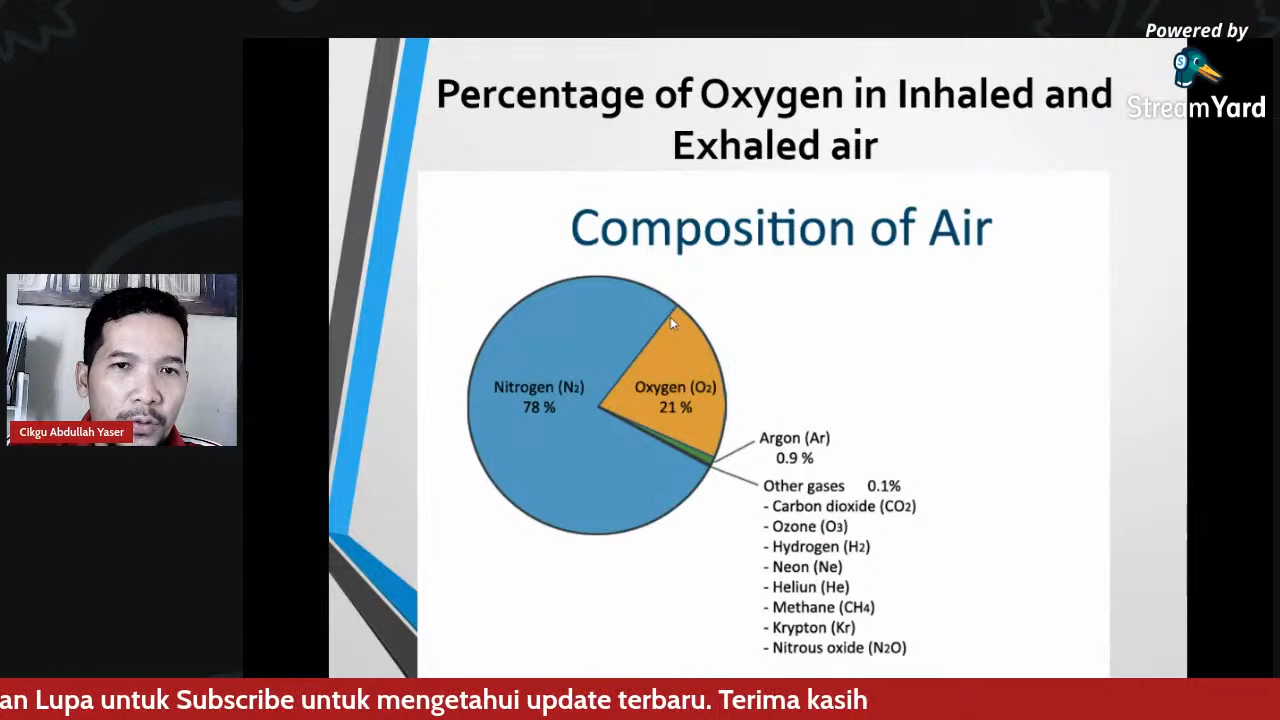 Powered by
StreamYard
Percentage of Oxygen in Inhaled and
Exhaled air
Composition of Air
Nitrogen (N2)
78 %
Oxygen (O2)
21 %
Argon (Ar)
0.9 %
Other gases 0.1%
- Carbon dioxide (CO2)
- Ozone (O3)
- Hydrogen (H2)
- Neon (Ne)
- Heliun (He)
- Methane (CH4)
- Krypton (Kr)
- Nitrous oxide (N2O)
Cikgu Abdullah Yaser
an Lupa untuk Subscribe untuk mengetahui update terbaru. Terima kasih